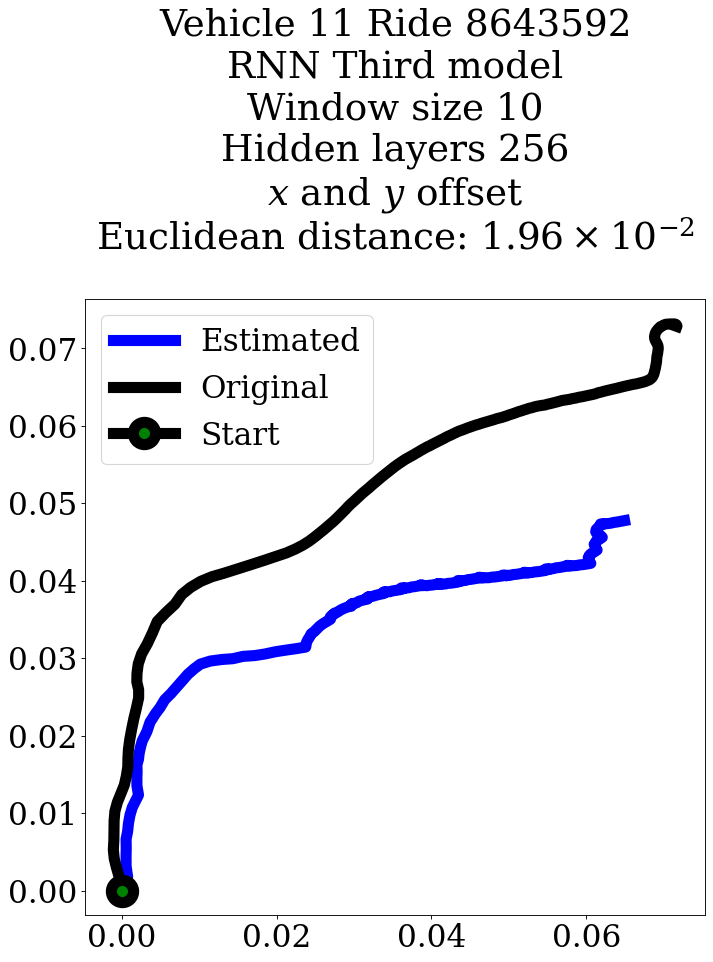 Vehicle 11 Ride 8643592
RNN Third model
Window size 10
Hidden layers 256
x and y offset
Euclidean distance: 1.96 × 10⁻²
Estimated
Original
Start
0.07
0.06
0.05
0.04
0.03
0.02
0.01
0.00
0.00 0.02 0.04 0.06